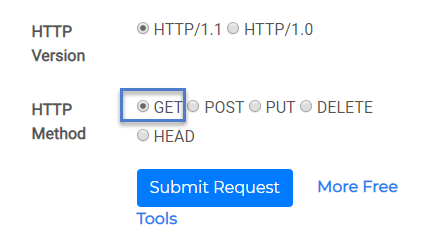 HTTP Version HTTP/1.1 HTTP/1.0
HTTP Method GET POST PUT DELETE
HEAD
Submit Request More Free
Tools